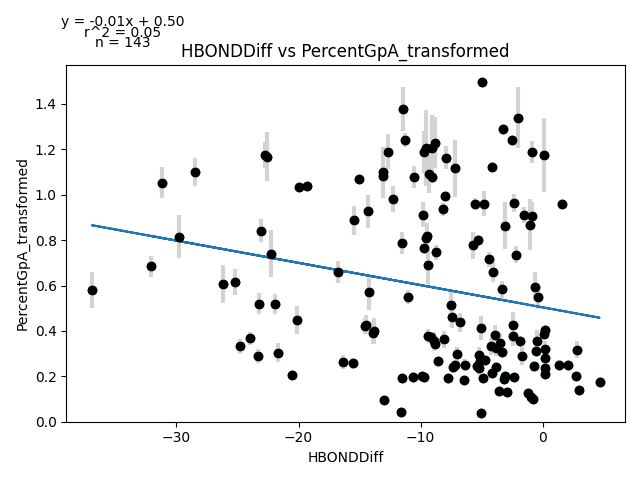 y = -0.01x + 0.50
r^2 = 0.05
n = 143
HBONDDiff vs PercentGpA_transformed
PercentGpA_transformed
1.4
1.2
1.0
0.8
0.6
0.4
0.2
0.0
−30
−20
−10
0
HBONDDiff